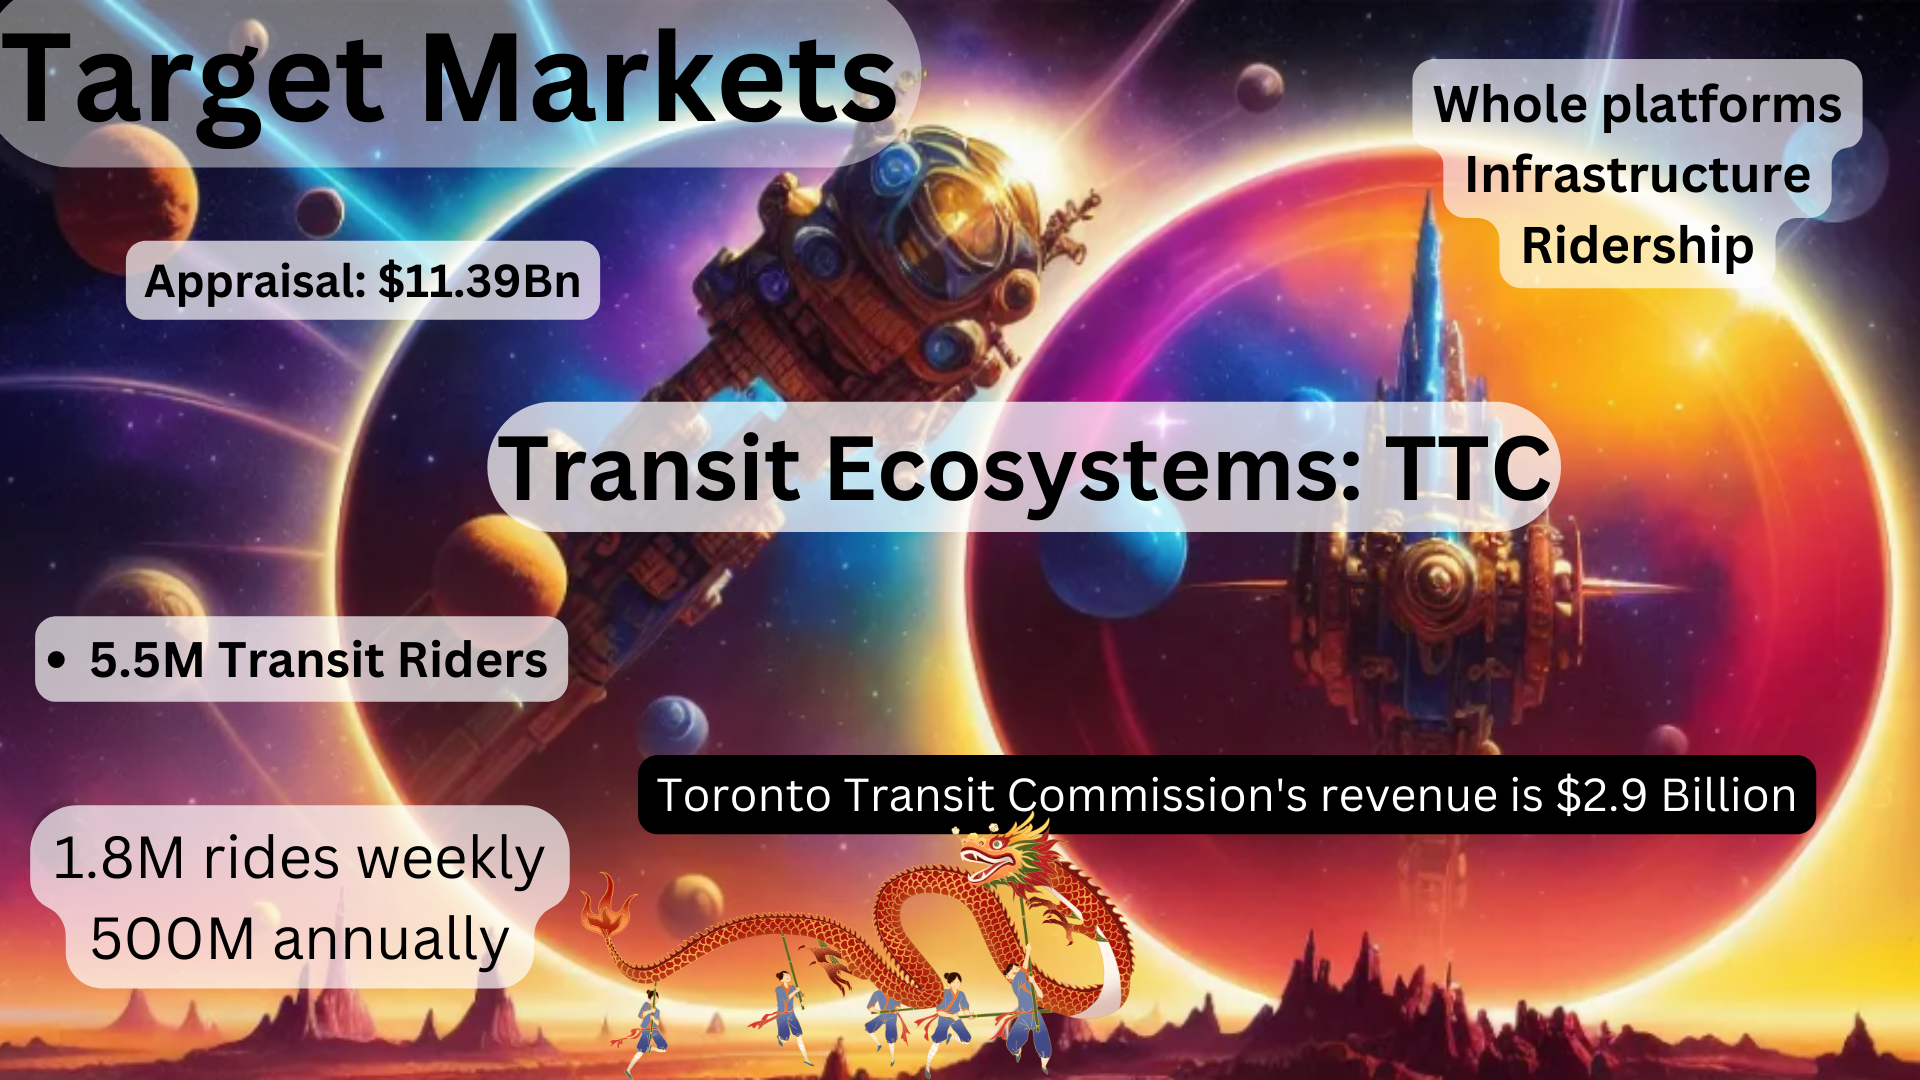 Target Markets
Whole platforms
Infrastructure
Ridership
Appraisal: $11.39Bn
Transit Ecosystems: TTC
• 5.5M Transit Riders
Toronto Transit Commission's revenue is $2.9 Billion
1.8M rides weekly
500M annually